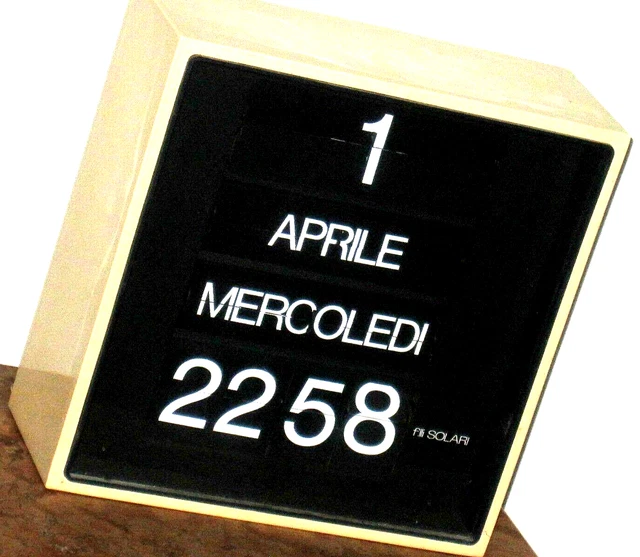 1
APRILE
MERCOLEDI
22 58
f.lli SOLARI